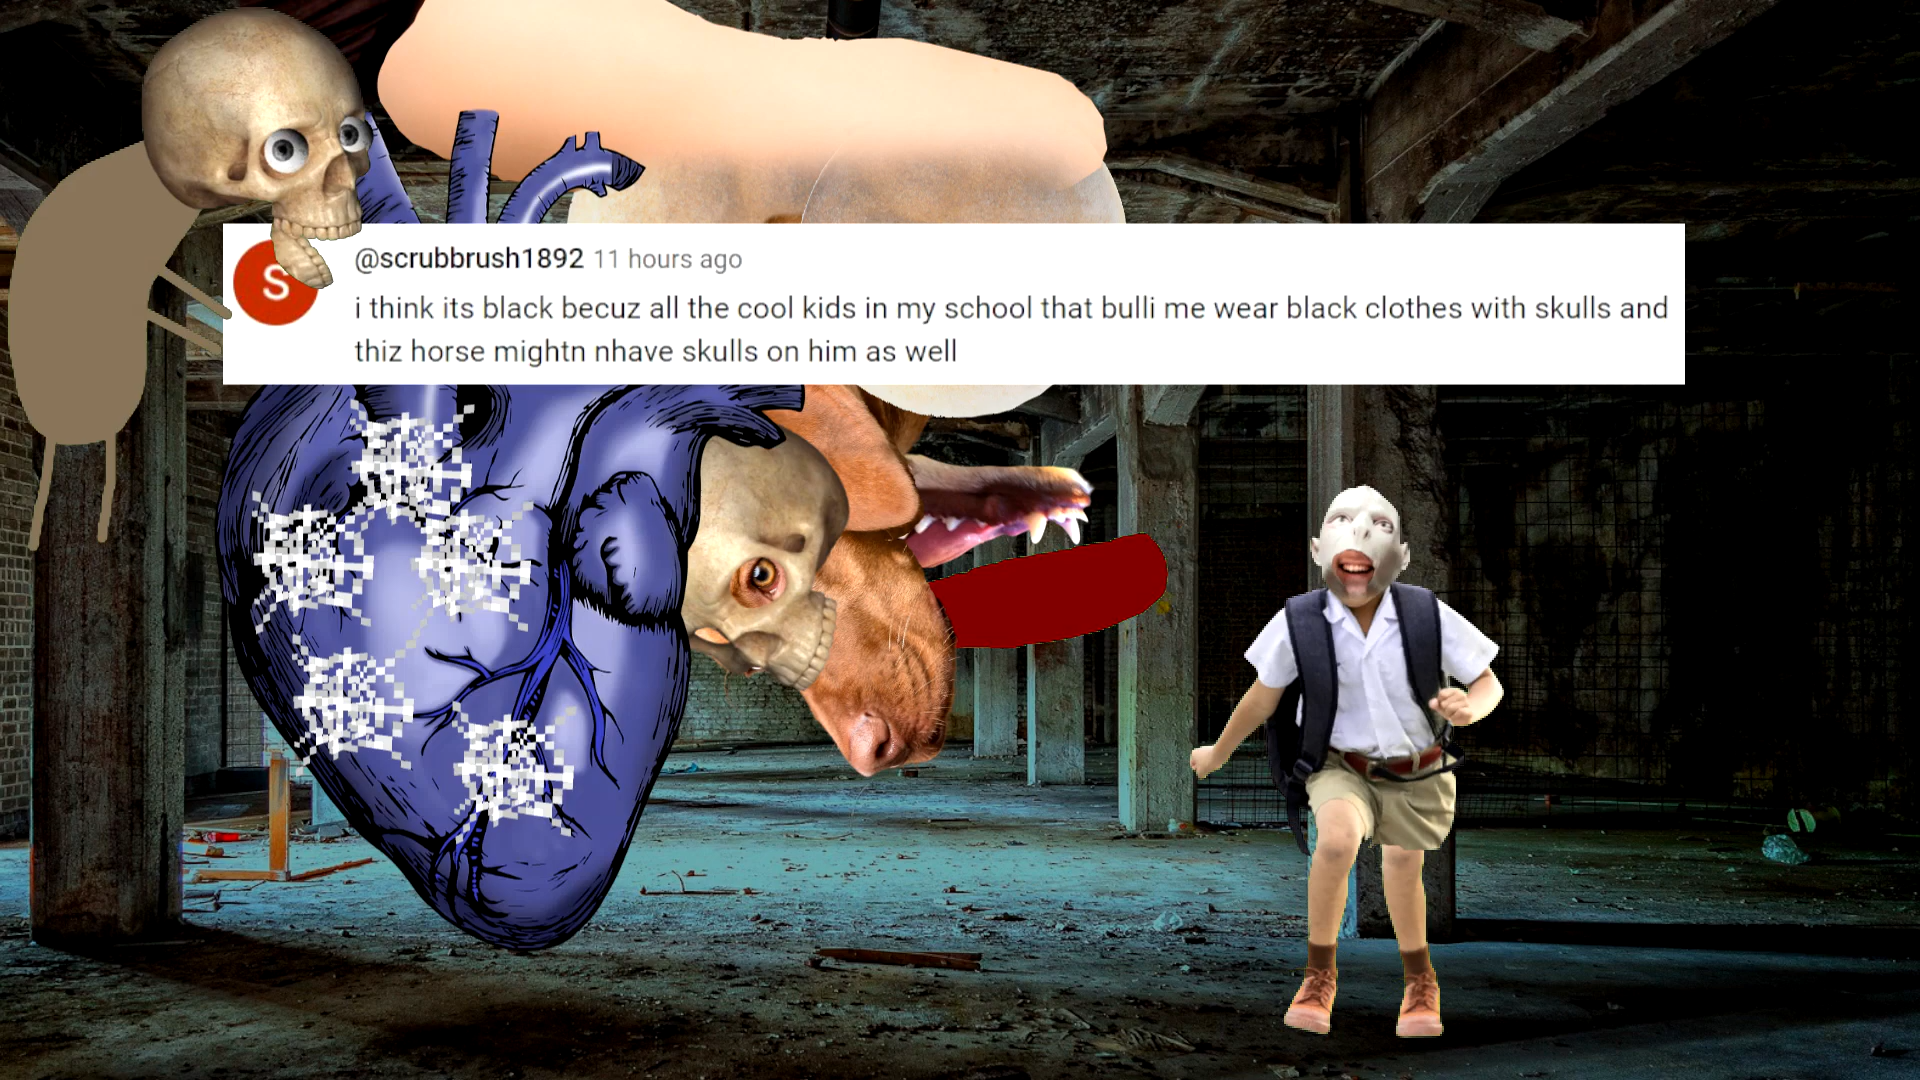 S
@scrubbrush1892 11 hours ago
i think its black becuz all the cool kids in my school that bulli me wear black clothes with skulls and
thiz horse mightn nhave skulls on him as well